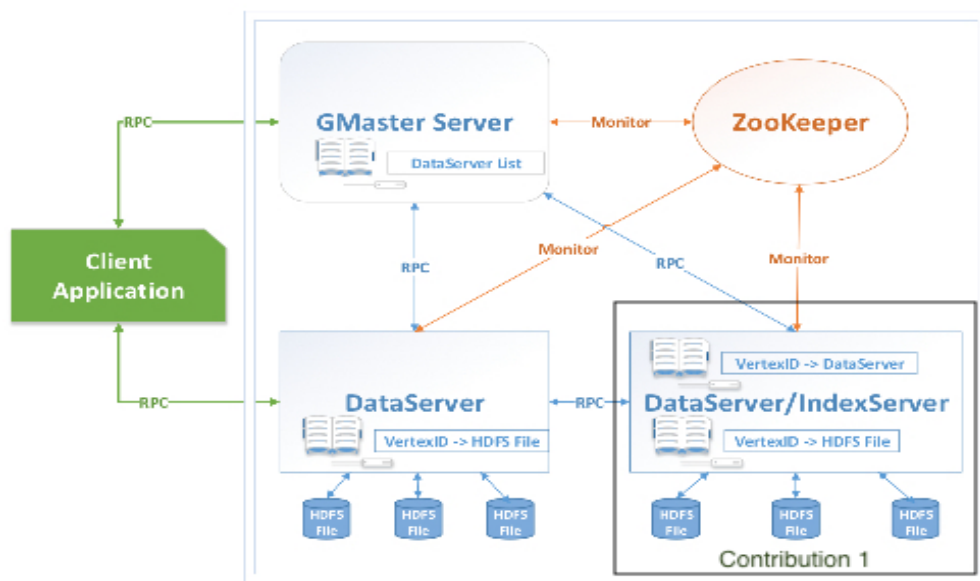 RPC
GMaster Server
DataServer List
Monitor
ZooKeeper
Client
Application
RPC
Monitor
RPC
Monitor
RPC
DataServer
VertexID -> HDFS File
RPC
VertexID -> DataServer
DataServer/IndexServer
VertexID -> HDFS File
HDFS
File
HDFS
File
HDFS
File
HDFS
File
HDFS
File
HDFS
File
Contribution 1